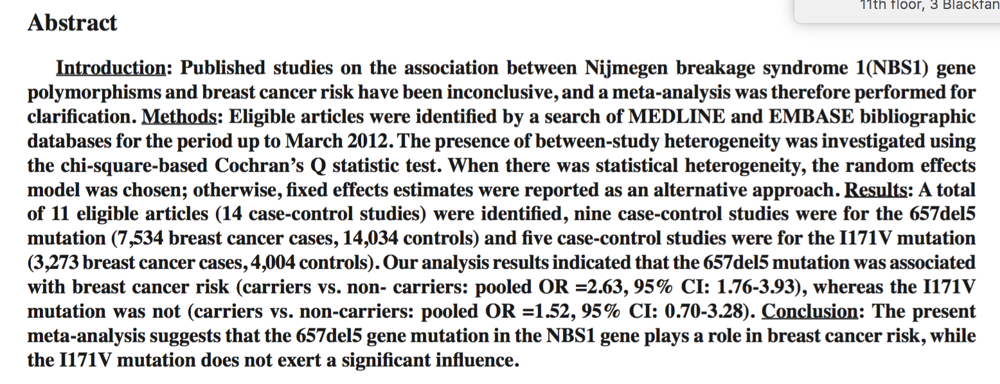 11th floor, 3 Blackfan
Abstract
Introduction: Published studies on the association between Nijmegen breakage syndrome 1(NBS1) gene
polymorphisms and breast cancer risk have been inconclusive, and a meta-analysis was therefore performed for
clarification. Methods: Eligible articles were identified by a search of MEDLINE and EMBASE bibliographic
databases for the period up to March 2012. The presence of between-study heterogeneity was investigated using
the chi-square-based Cochran’s Q statistic test. When there was statistical heterogeneity, the random effects
model was chosen; otherwise, fixed effects estimates were reported as an alternative approach. Results: A total
of 11 eligible articles (14 case-control studies) were identified, nine case-control studies were for the 657del5
mutation (7,534 breast cancer cases, 14,034 controls) and five case-control studies were for the I171V mutation
(3,273 breast cancer cases, 4,004 controls). Our analysis results indicated that the 657del5 mutation was associated
with breast cancer risk (carriers vs. non- carriers: pooled OR =2.63, 95% CI: 1.76-3.93), whereas the I171V
mutation was not (carriers vs. non-carriers: pooled OR =1.52, 95% CI: 0.70-3.28). Conclusion: The present
meta-analysis suggests that the 657del5 gene mutation in the NBS1 gene plays a role in breast cancer risk, while
the I171V mutation does not exert a significant influence.